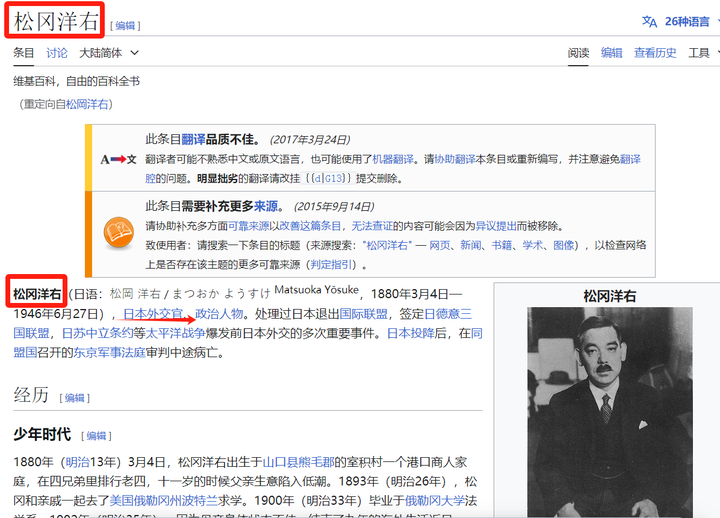 松冈洋右 [编辑]
文A 26种语言
条目 讨论 大陆简体 阅读 编辑 查看历史 工具
维基百科，自由的百科全书
（重定向自松岡洋右）
此条目翻译品质不佳。 (2017年3月24日)
翻译者可能不熟悉中文或原文语言，也可能使用了机器翻译。请协助翻译本条目或重新编写，并注意避免翻译
腔的问题。明显拙劣的翻译请改挂 {{d|G13}} 提交删除。
A 文
此条目需要补充更多来源。 (2015年9月14日)
请协助补充多方面可靠来源以改善这篇条目，无法查证的内容可能会因为异议提出而被移除。
致使用者：请搜索一下条目的标题（来源搜索："松冈洋右" — 网页、新闻、书籍、学术、图像），以检查网络
上是否存在该主题的更多可靠来源（判定指引）。
松冈洋右（日语：松岡 洋右 / まつおか ようすけ Matsuoka Yōsuke，1880年3月4日—
1946年6月27日），日本外交官、政治人物。处理过日本退出国际联盟，签定日德意三
国联盟，日苏中立条约等太平洋战争爆发前日本外交的多次重要事件。日本投降后，在同
盟国召开的东京军事法庭审判中途病亡。
松冈洋右
经历 [编辑]
少年时代 [编辑]
1880年（明治13年）3月4日，松冈洋右出生于山口县熊毛郡的室积村一个港口商人家
庭，在四兄弟里排行老四，十一岁的时候父亲生意陷入低潮。1893年（明治26年），松
冈和亲戚一起去了美国俄勒冈州波特兰求学。1900年（明治33年）毕业于俄勒冈大学法